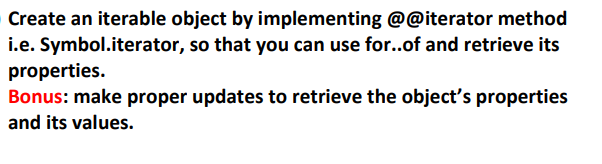 Create an iterable object by implementing @@iterator method
i.e. Symbol.iterator, so that you can use for..of and retrieve its
properties.
Bonus: make proper updates to retrieve the object’s properties
and its values.